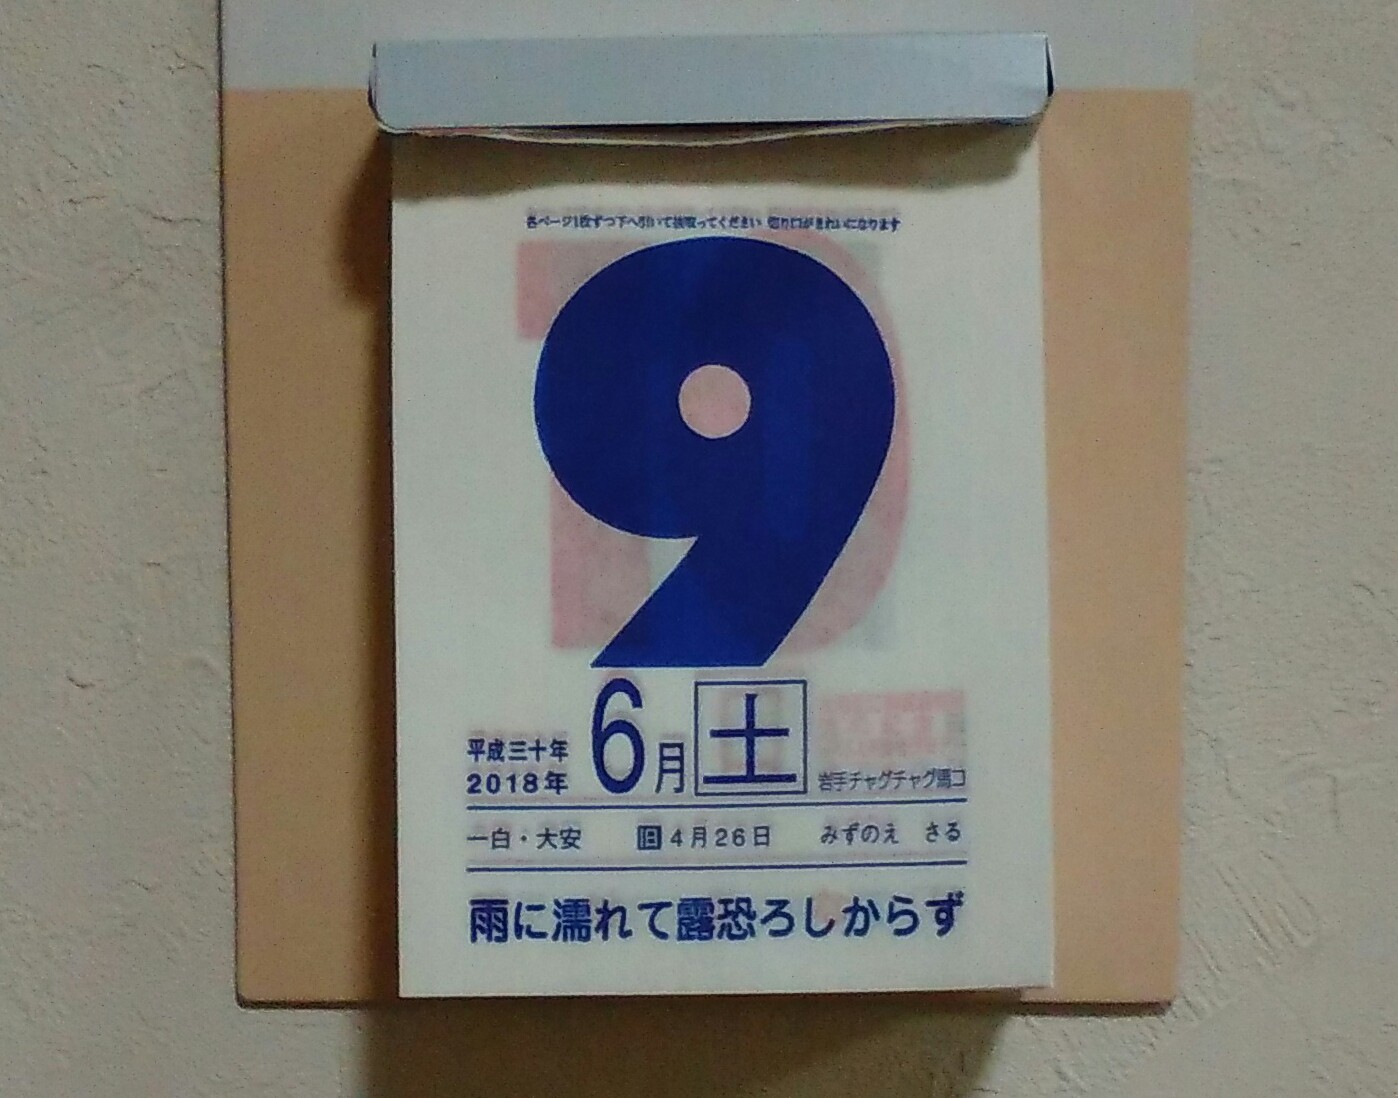 各ページ1枚ずつ下へ引いて抜取ってください 切り口がきれいになります
9
平成三十年
2018年
6月
土
岩手チャグチャグ馬コ
一白・大安 旧4月26日 みずのえ さる
雨に濡れて露恐ろしからず